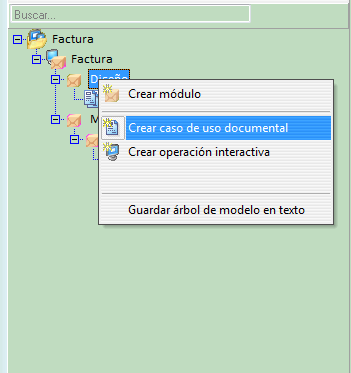 Buscar...
Factura
Factura
Diseño
Crear módulo
M
Crear caso de uso documental
Crear operación interactiva
Guardar árbol de modelo en texto